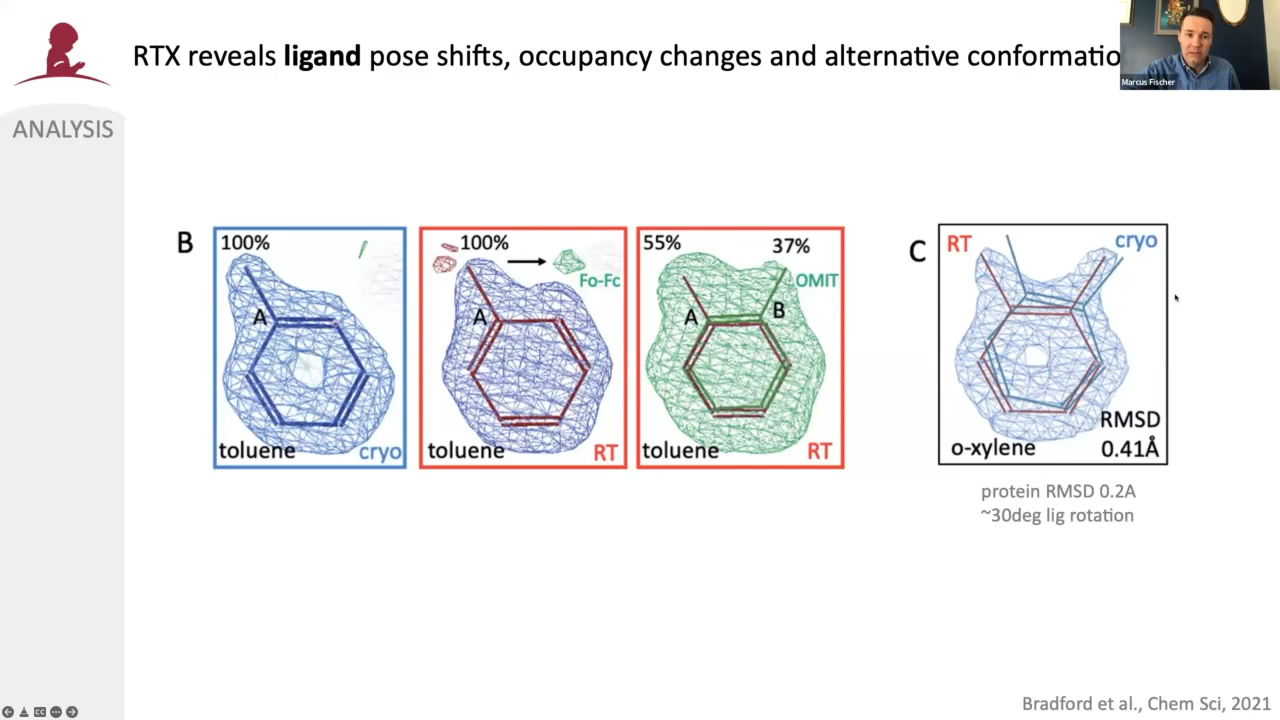 RTX reveals ligand pose shifts, occupancy changes and alternative conformatio
Marcus Fischer
ANALYSIS
B
100%
A
toluene
cryo
100%
Fo-Fc
A
toluene
RT
55%
37%
OMIT
A
B
toluene
RT
C
RT
cryo
RMSD
o-xylene
0.41Å
protein RMSD 0.2A
~30deg lig rotation
Bradford et al., Chem Sci, 2021